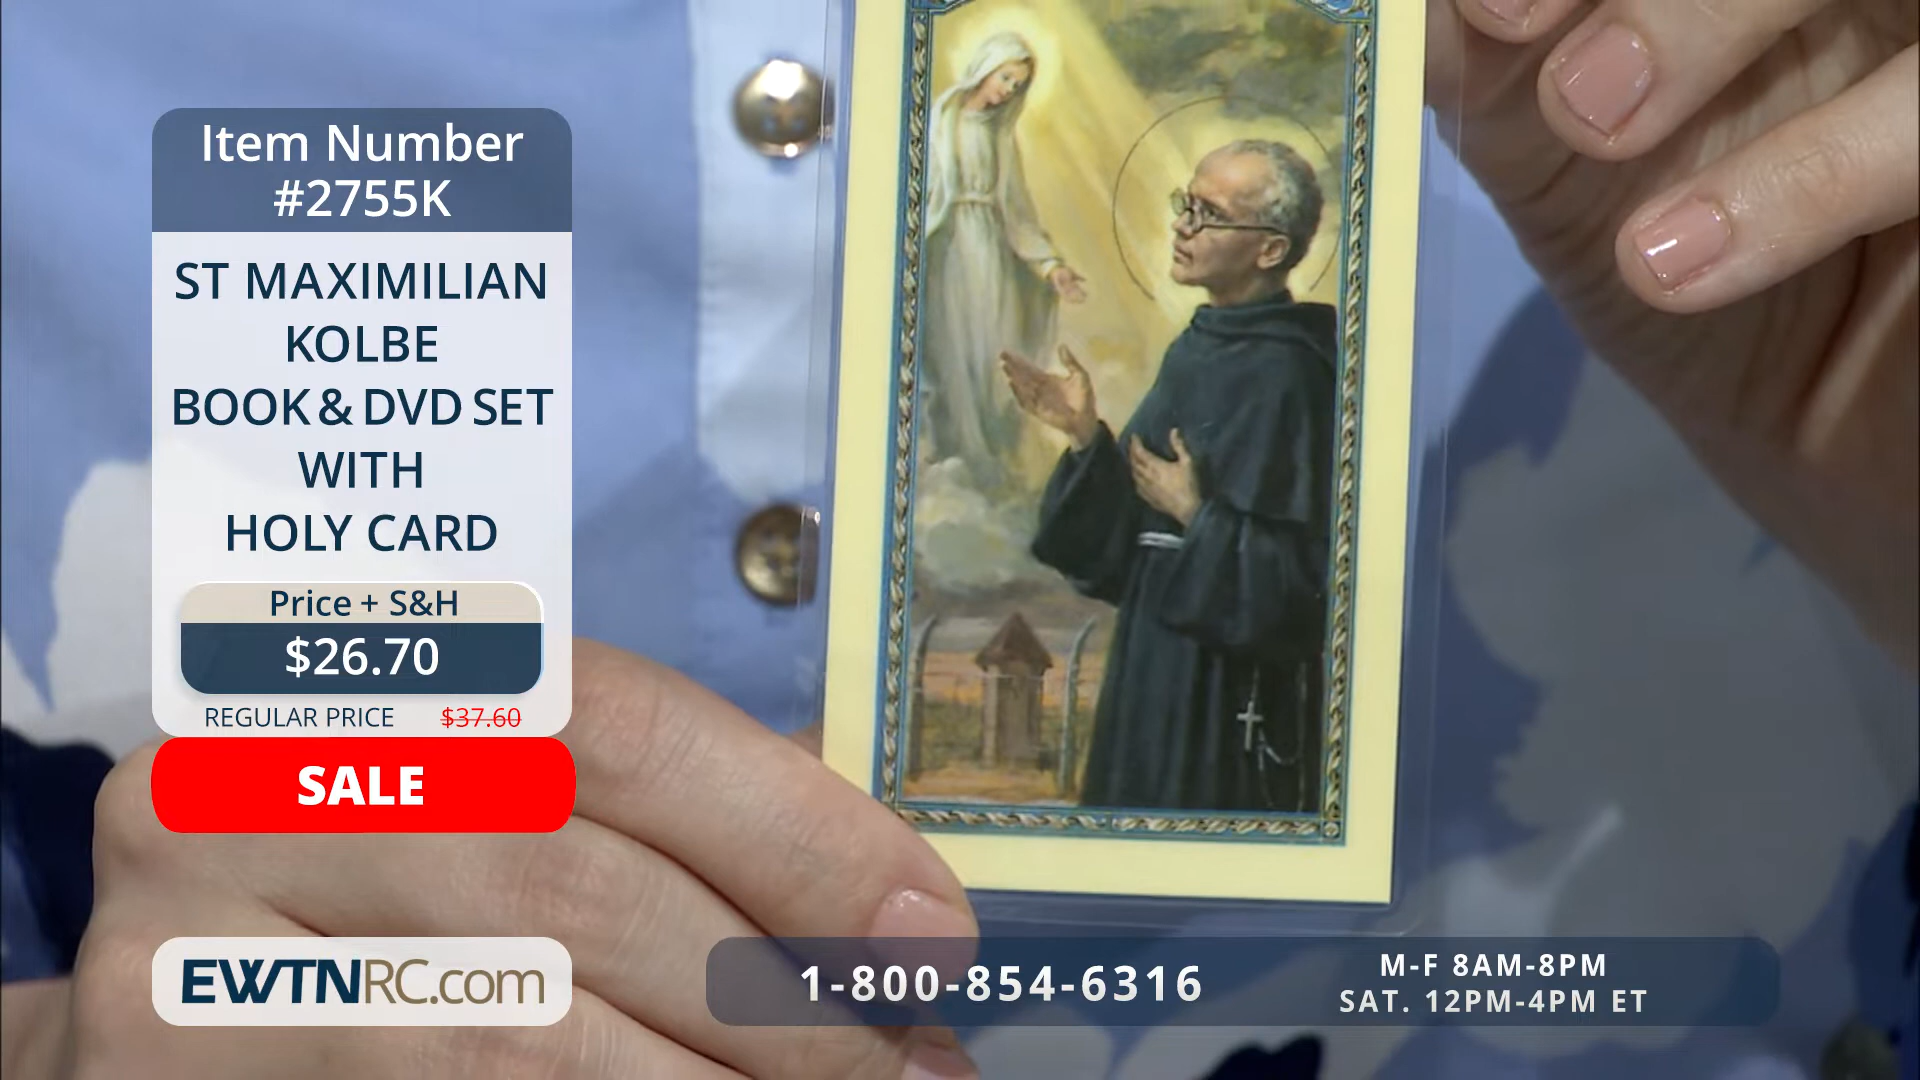 Item Number
#2755K
ST MAXIMILIAN
KOLBE
BOOK & DVD SET
WITH
HOLY CARD
Price + S&H
$26.70
REGULAR PRICE $37.60
SALE
EWTNRC.com
1-800-854-6316
M-F 8AM-8PM
SAT. 12PM-4PM ET